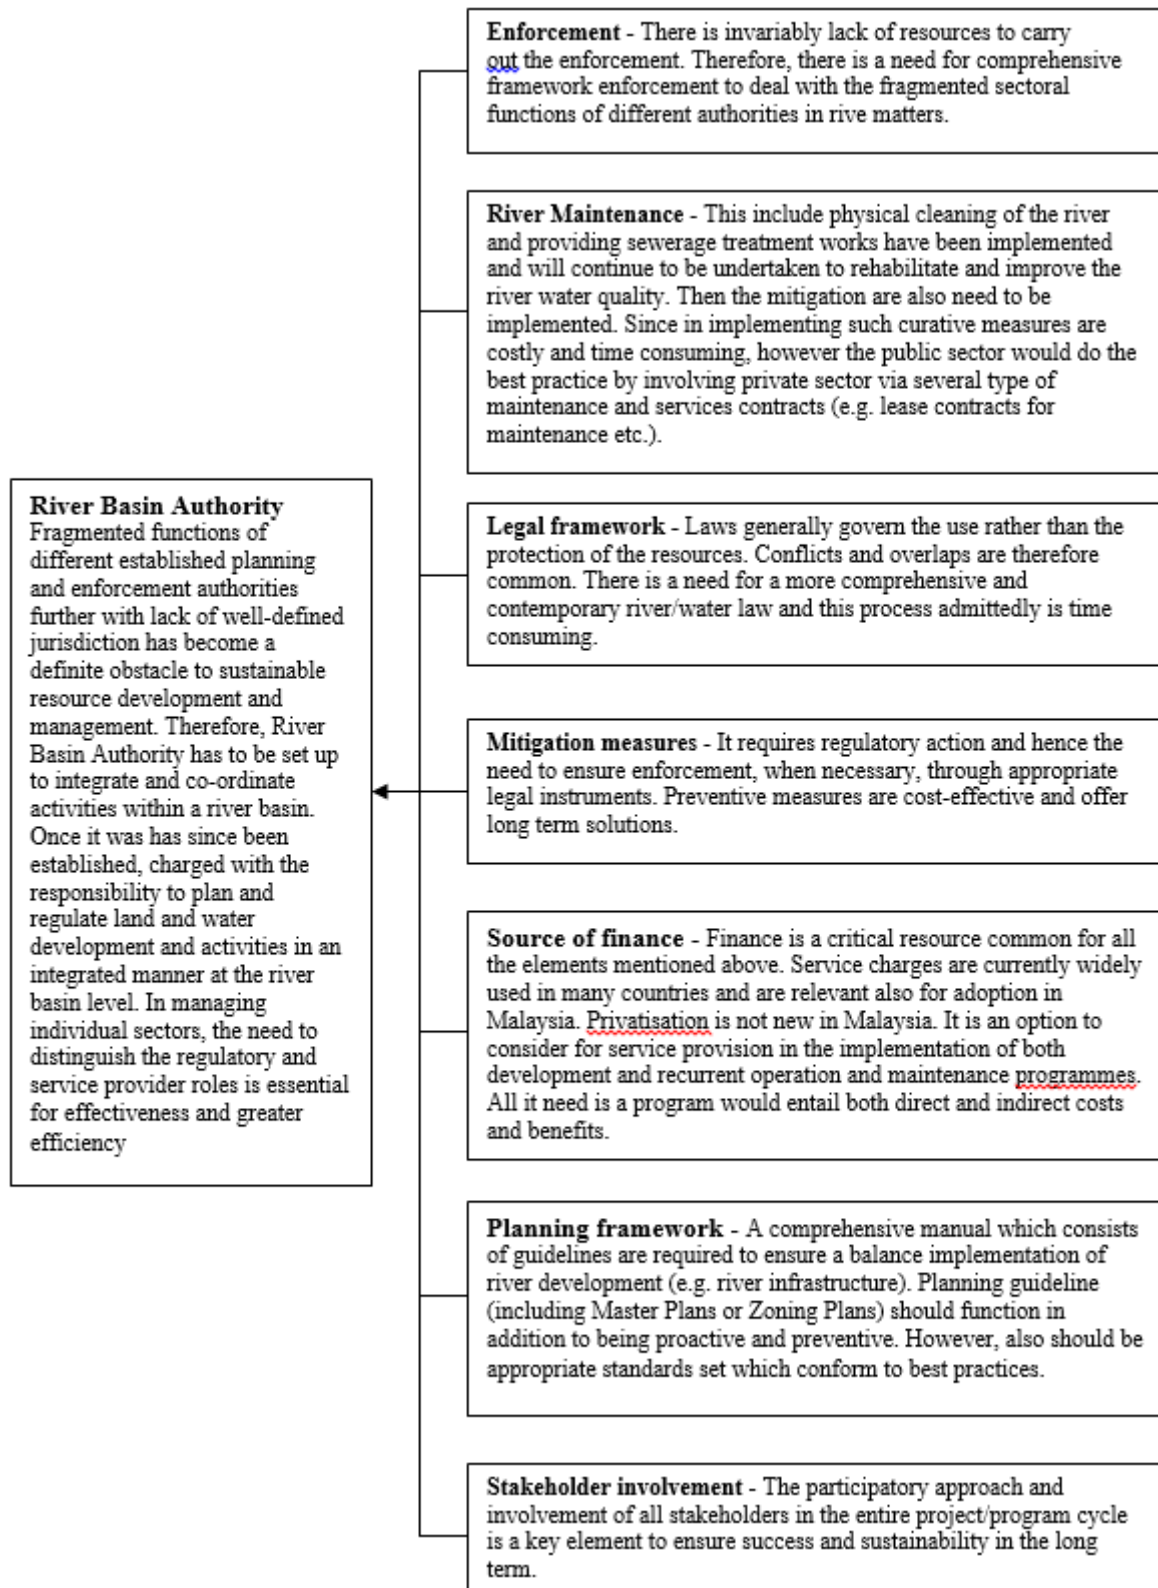 Enforcement - There is invariably lack of resources to carry
out the enforcement. Therefore, there is a need for comprehensive
framework enforcement to deal with the fragmented sectoral
functions of different authorities in rive matters.
River Maintenance - This include physical cleaning of the river
and providing sewerage treatment works have been implemented
and will continue to be undertaken to rehabilitate and improve the
river water quality. Then the mitigation are also need to be
implemented. Since in implementing such curative measures are
costly and time consuming, however the public sector would do the
best practice by involving private sector via several type of
maintenance and services contracts (e.g. lease contracts for
maintenance etc.).
River Basin Authority
Fragmented functions of
different established planning
and enforcement authorities
further with lack of well-defined
jurisdiction has become a
definite obstacle to sustainable
resource development and
management. Therefore, River
Basin Authority has to be set up
to integrate and co-ordinate
activities within a river basin.
Once it was has since been
established, charged with the
responsibility to plan and
regulate land and water
development and activities in an
integrated manner at the river
basin level. In managing
individual sectors, the need to
distinguish the regulatory and
service provider roles is essential
for effectiveness and greater
efficiency
Legal framework - Laws generally govern the use rather than the
protection of the resources. Conflicts and overlaps are therefore
common. There is a need for a more comprehensive and
contemporary river/water law and this process admittedly is time
consuming.
Mitigation measures - It requires regulatory action and hence the
need to ensure enforcement, when necessary, through appropriate
legal instruments. Preventive measures are cost-effective and offer
long term solutions.
Source of finance - Finance is a critical resource common for all
the elements mentioned above. Service charges are currently widely
used in many countries and are relevant also for adoption in
Malaysia. Privatisation is not new in Malaysia. It is an option to
consider for service provision in the implementation of both
development and recurrent operation and maintenance programmes.
All it need is a program would entail both direct and indirect costs
and benefits.
Planning framework - A comprehensive manual which consists
of guidelines are required to ensure a balance implementation of
river development (e.g. river infrastructure). Planning guideline
(including Master Plans or Zoning Plans) should function in
addition to being proactive and preventive. However, also should be
appropriate standards set which conform to best practices.
Stakeholder involvement - The participatory approach and
involvement of all stakeholders in the entire project/program cycle
is a key element to ensure success and sustainability in the long
term.